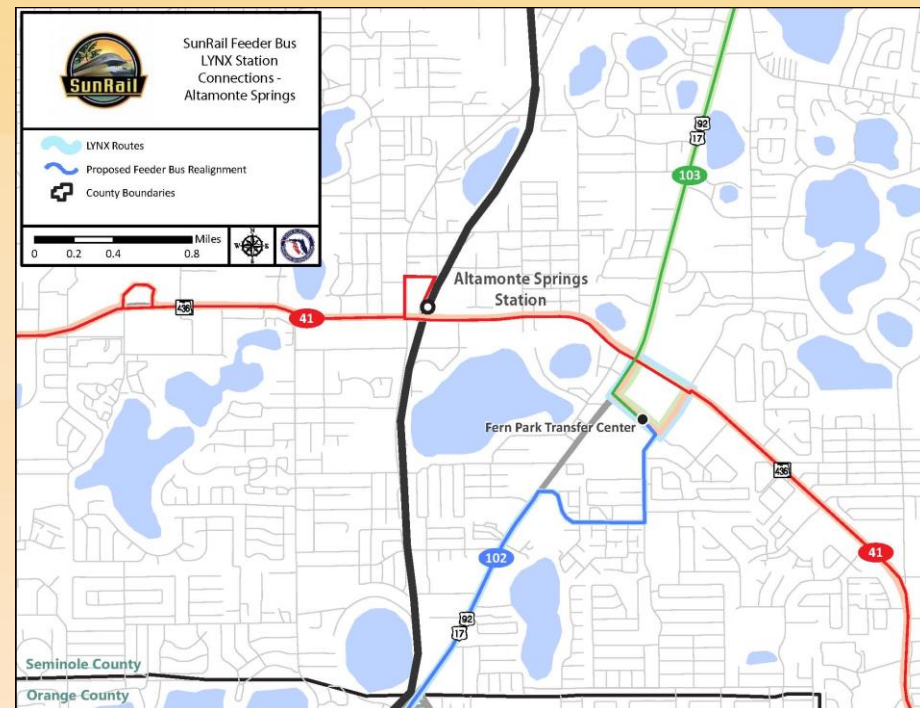 SunRail Feeder Bus
LYNX Station
Connections -
Altamonte Springs
SunRail
LYNX Routes
Proposed Feeder Bus Realignment
County Boundaries
Miles
0 0.2 0.4 0.8
W E
92
17
103
Altamonte Springs
Station
436
41
Fern Park Transfer Center
436
41
102
92
17
Seminole County
Orange County